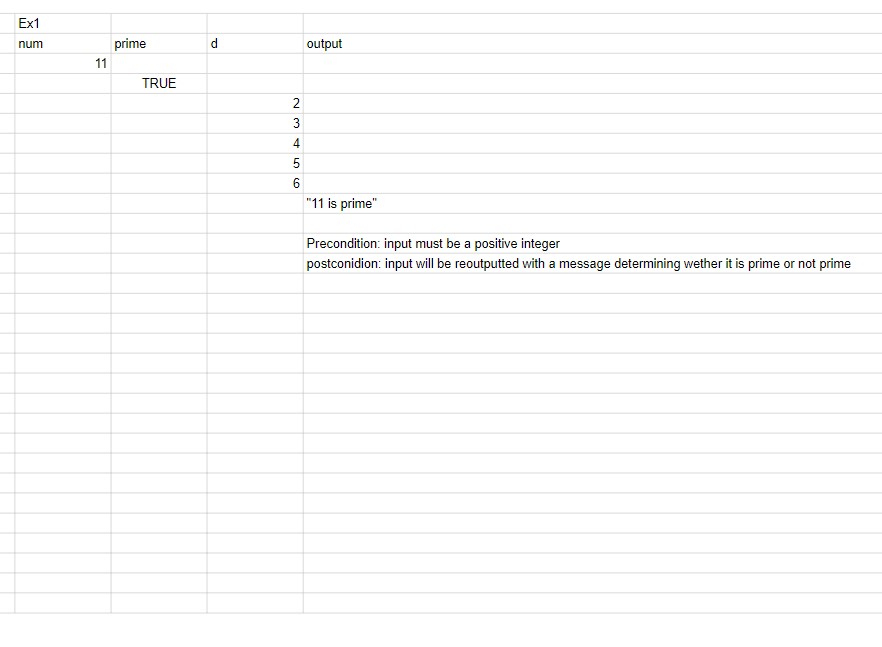 Ex1
num prime d output
11
TRUE
2
3
4
5
6
"11 is prime"
Precondition: input must be a positive integer
postconidion: input will be reoutputted with a message determining wether it is prime or not prime